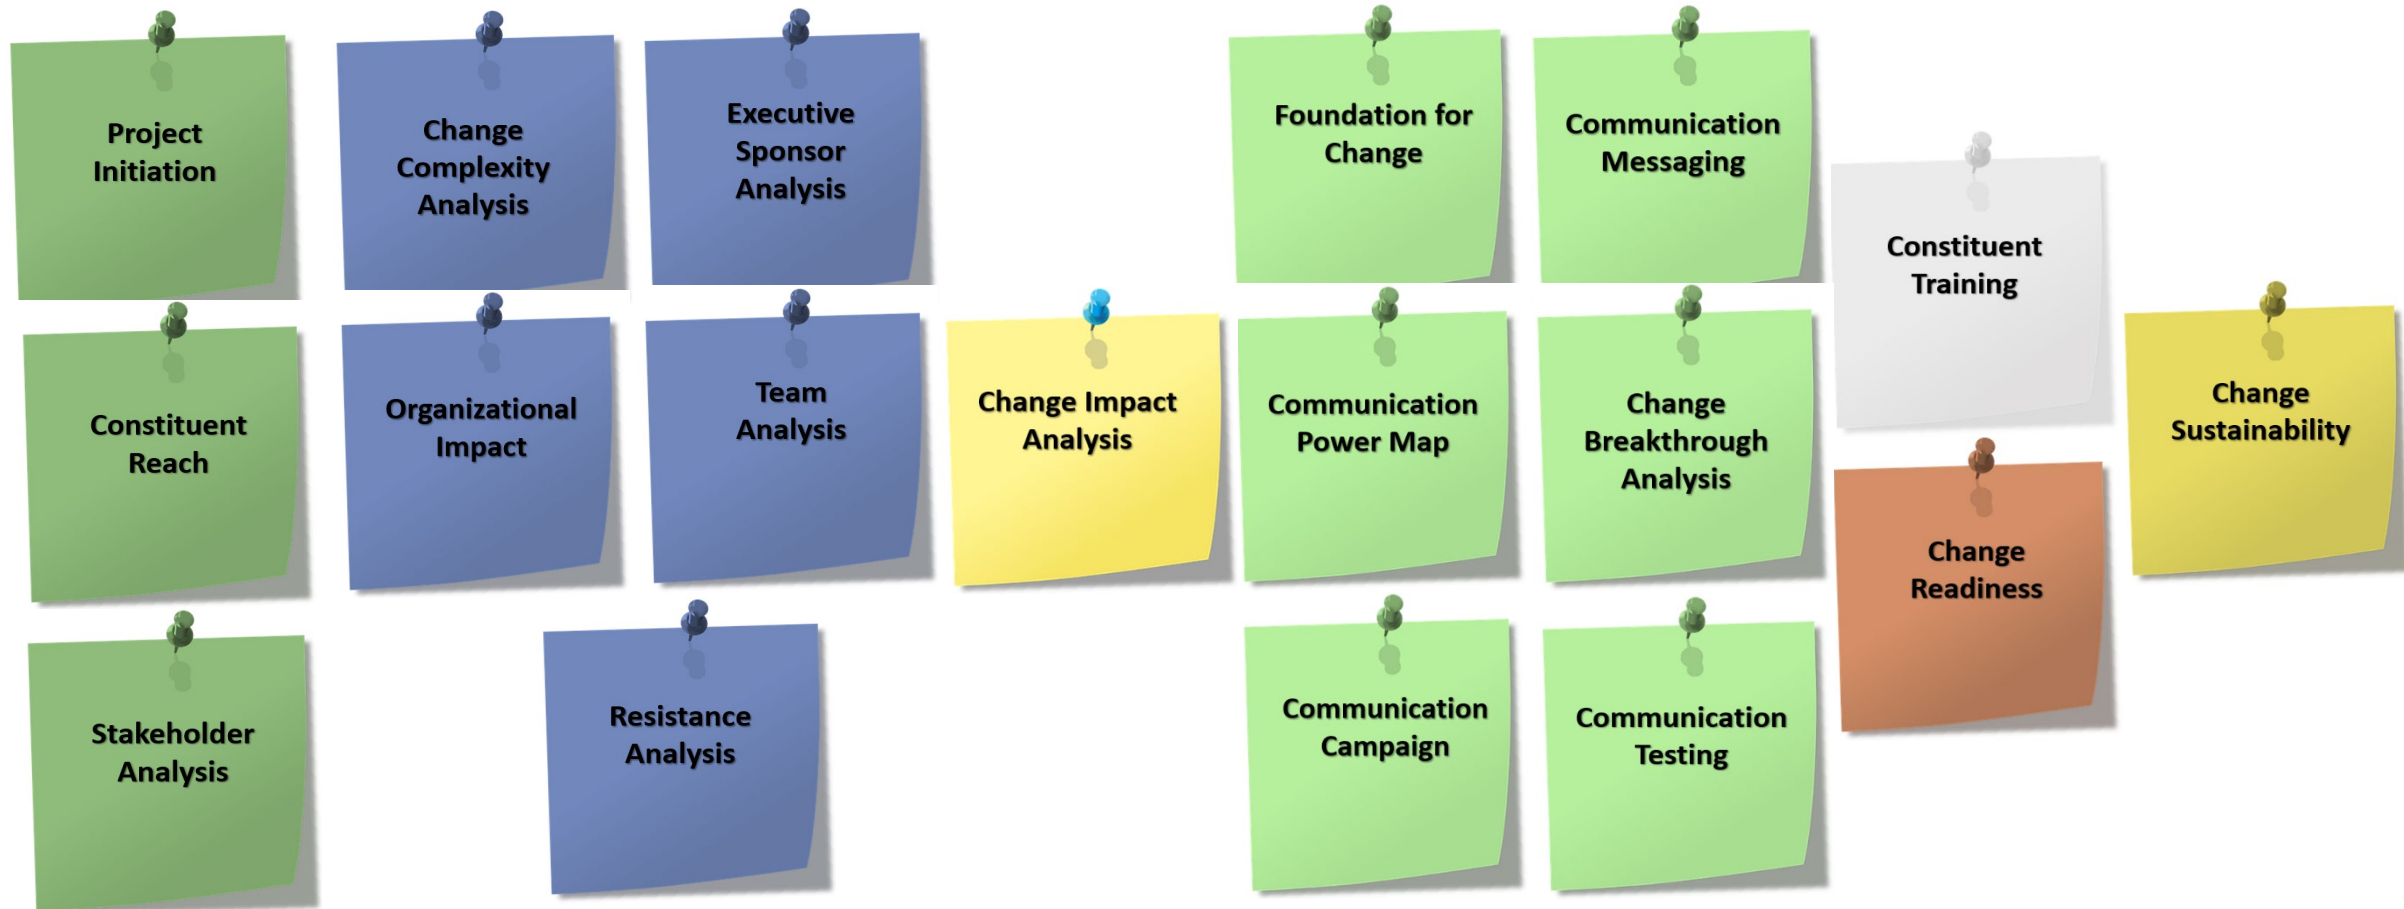 Project
Initiation
Constituent
Reach
Stakeholder
Analysis
Change
Complexity
Analysis
Executive
Sponsor
Analysis
Organizational
Impact
Team
Analysis
Resistance
Analysis
Change Impact
Analysis
Foundation for
Change
Communication
Messaging
Communication
Power Map
Change
Breakthrough
Analysis
Communication
Campaign
Communication
Testing
Constituent
Training
Change
Readiness
Change
Sustainability